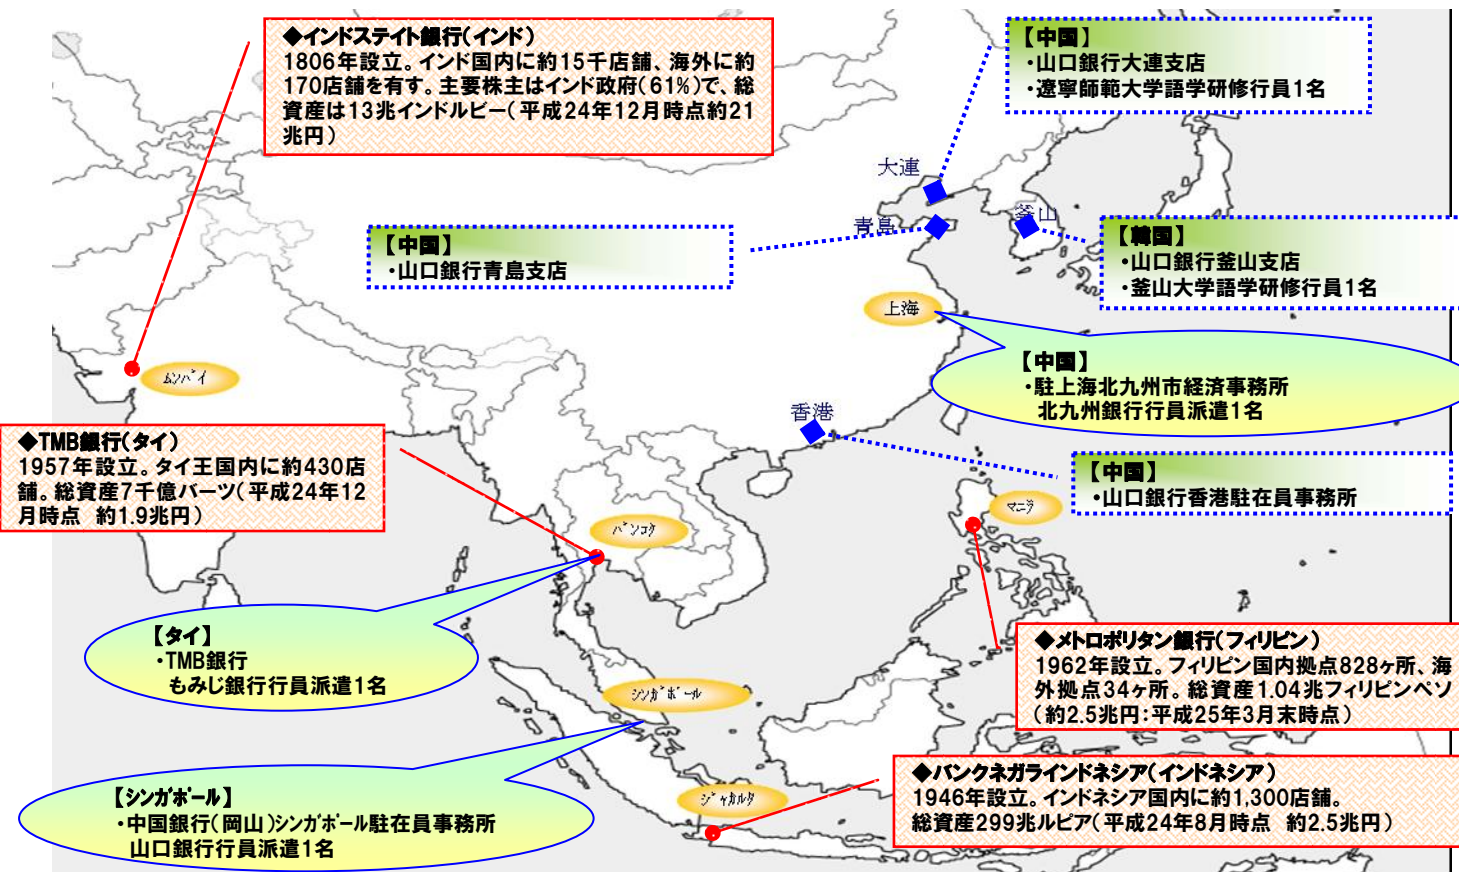 ◆インドステイト銀行(インド)
1806年設立。インド国内に約15千店舗、海外に約
170店舗を有す。主要株主はインド政府(61%)で、総
資産は13兆インドルピー(平成24年12月時点約21
兆円)
【中国】
・山口銀行大連支店
・遼寧師範大学語学研修行員1名
大連
青島
釜山
【中国】
・山口銀行青島支店
【韓国】
・山口銀行釜山支店
・釜山大学語学研修行員1名
上海
【中国】
・駐上海北九州市経済事務所
北九州銀行行員派遣1名
ムンバイ
香港
◆TMB銀行(タイ)
1957年設立。タイ王国内に約430店
舗。総資産7千億バーツ(平成24年12
月時点 約1.9兆円)
【中国】
・山口銀行香港駐在員事務所
マニラ
バンコク
【タイ】
・TMB銀行
もみじ銀行行員派遣1名
◆メトロポリタン銀行(フィリピン)
1962年設立。フィリピン国内拠点828ヶ所、海
外拠点34ヶ所。総資産1.04兆フィリピンペソ
(約2.5兆円:平成25年3月末時点)
シンガポール
ジャカルタ
◆バンクネガラインドネシア(インドネシア)
1946年設立。インドネシア国内に約1,300店舗。
総資産299兆ルピア(平成24年8月時点 約2.5兆円)
【シンガポール】
・中国銀行(岡山)シンガポール駐在員事務所
山口銀行行員派遣1名